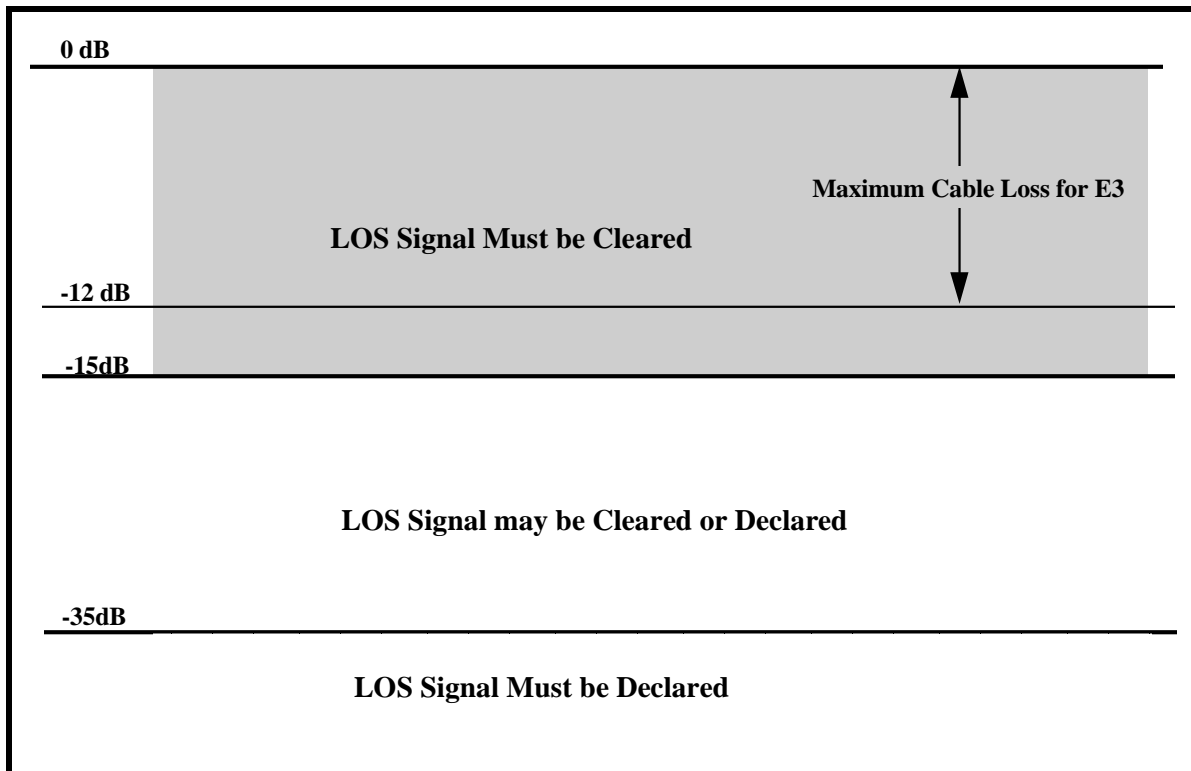 0 dB
Maximum Cable Loss for E3
LOS Signal Must be Cleared
-12 dB
-15dB
LOS Signal may be Cleared or Declared
-35dB
LOS Signal Must be Declared